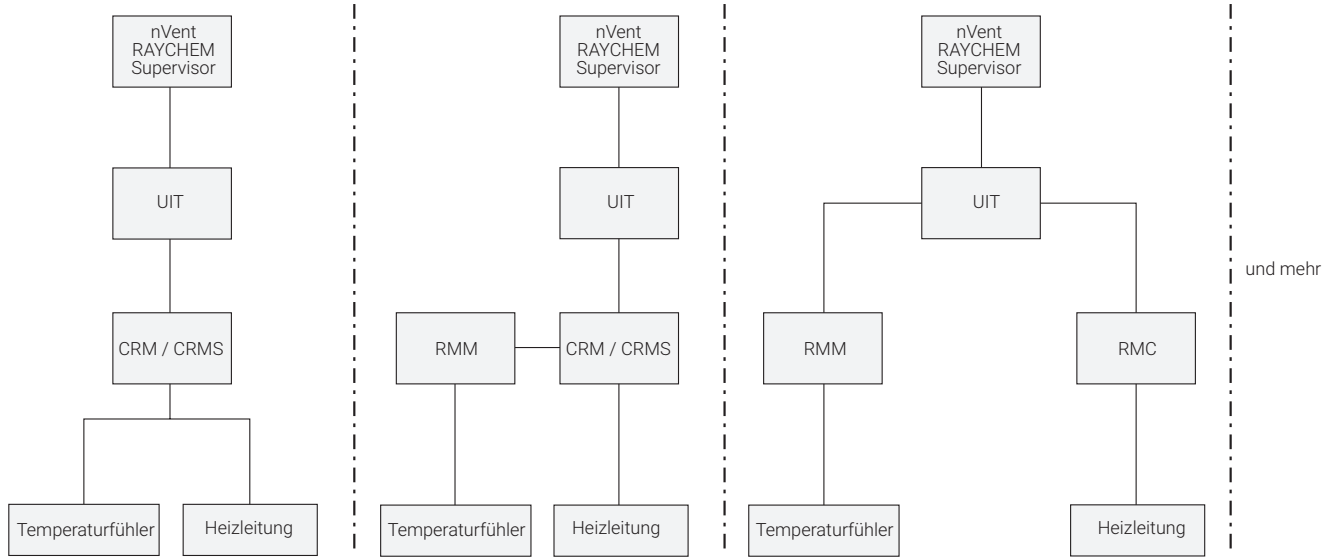 nVent
RAYCHEM
Supervisor
UIT
CRM / CRMS
Temperaturfühler
Heizleitung
nVent
RAYCHEM
Supervisor
UIT
RMM
CRM / CRMS
Temperaturfühler
Heizleitung
nVent
RAYCHEM
Supervisor
UIT
RMM
RMC
Temperaturfühler
Heizleitung
und mehr